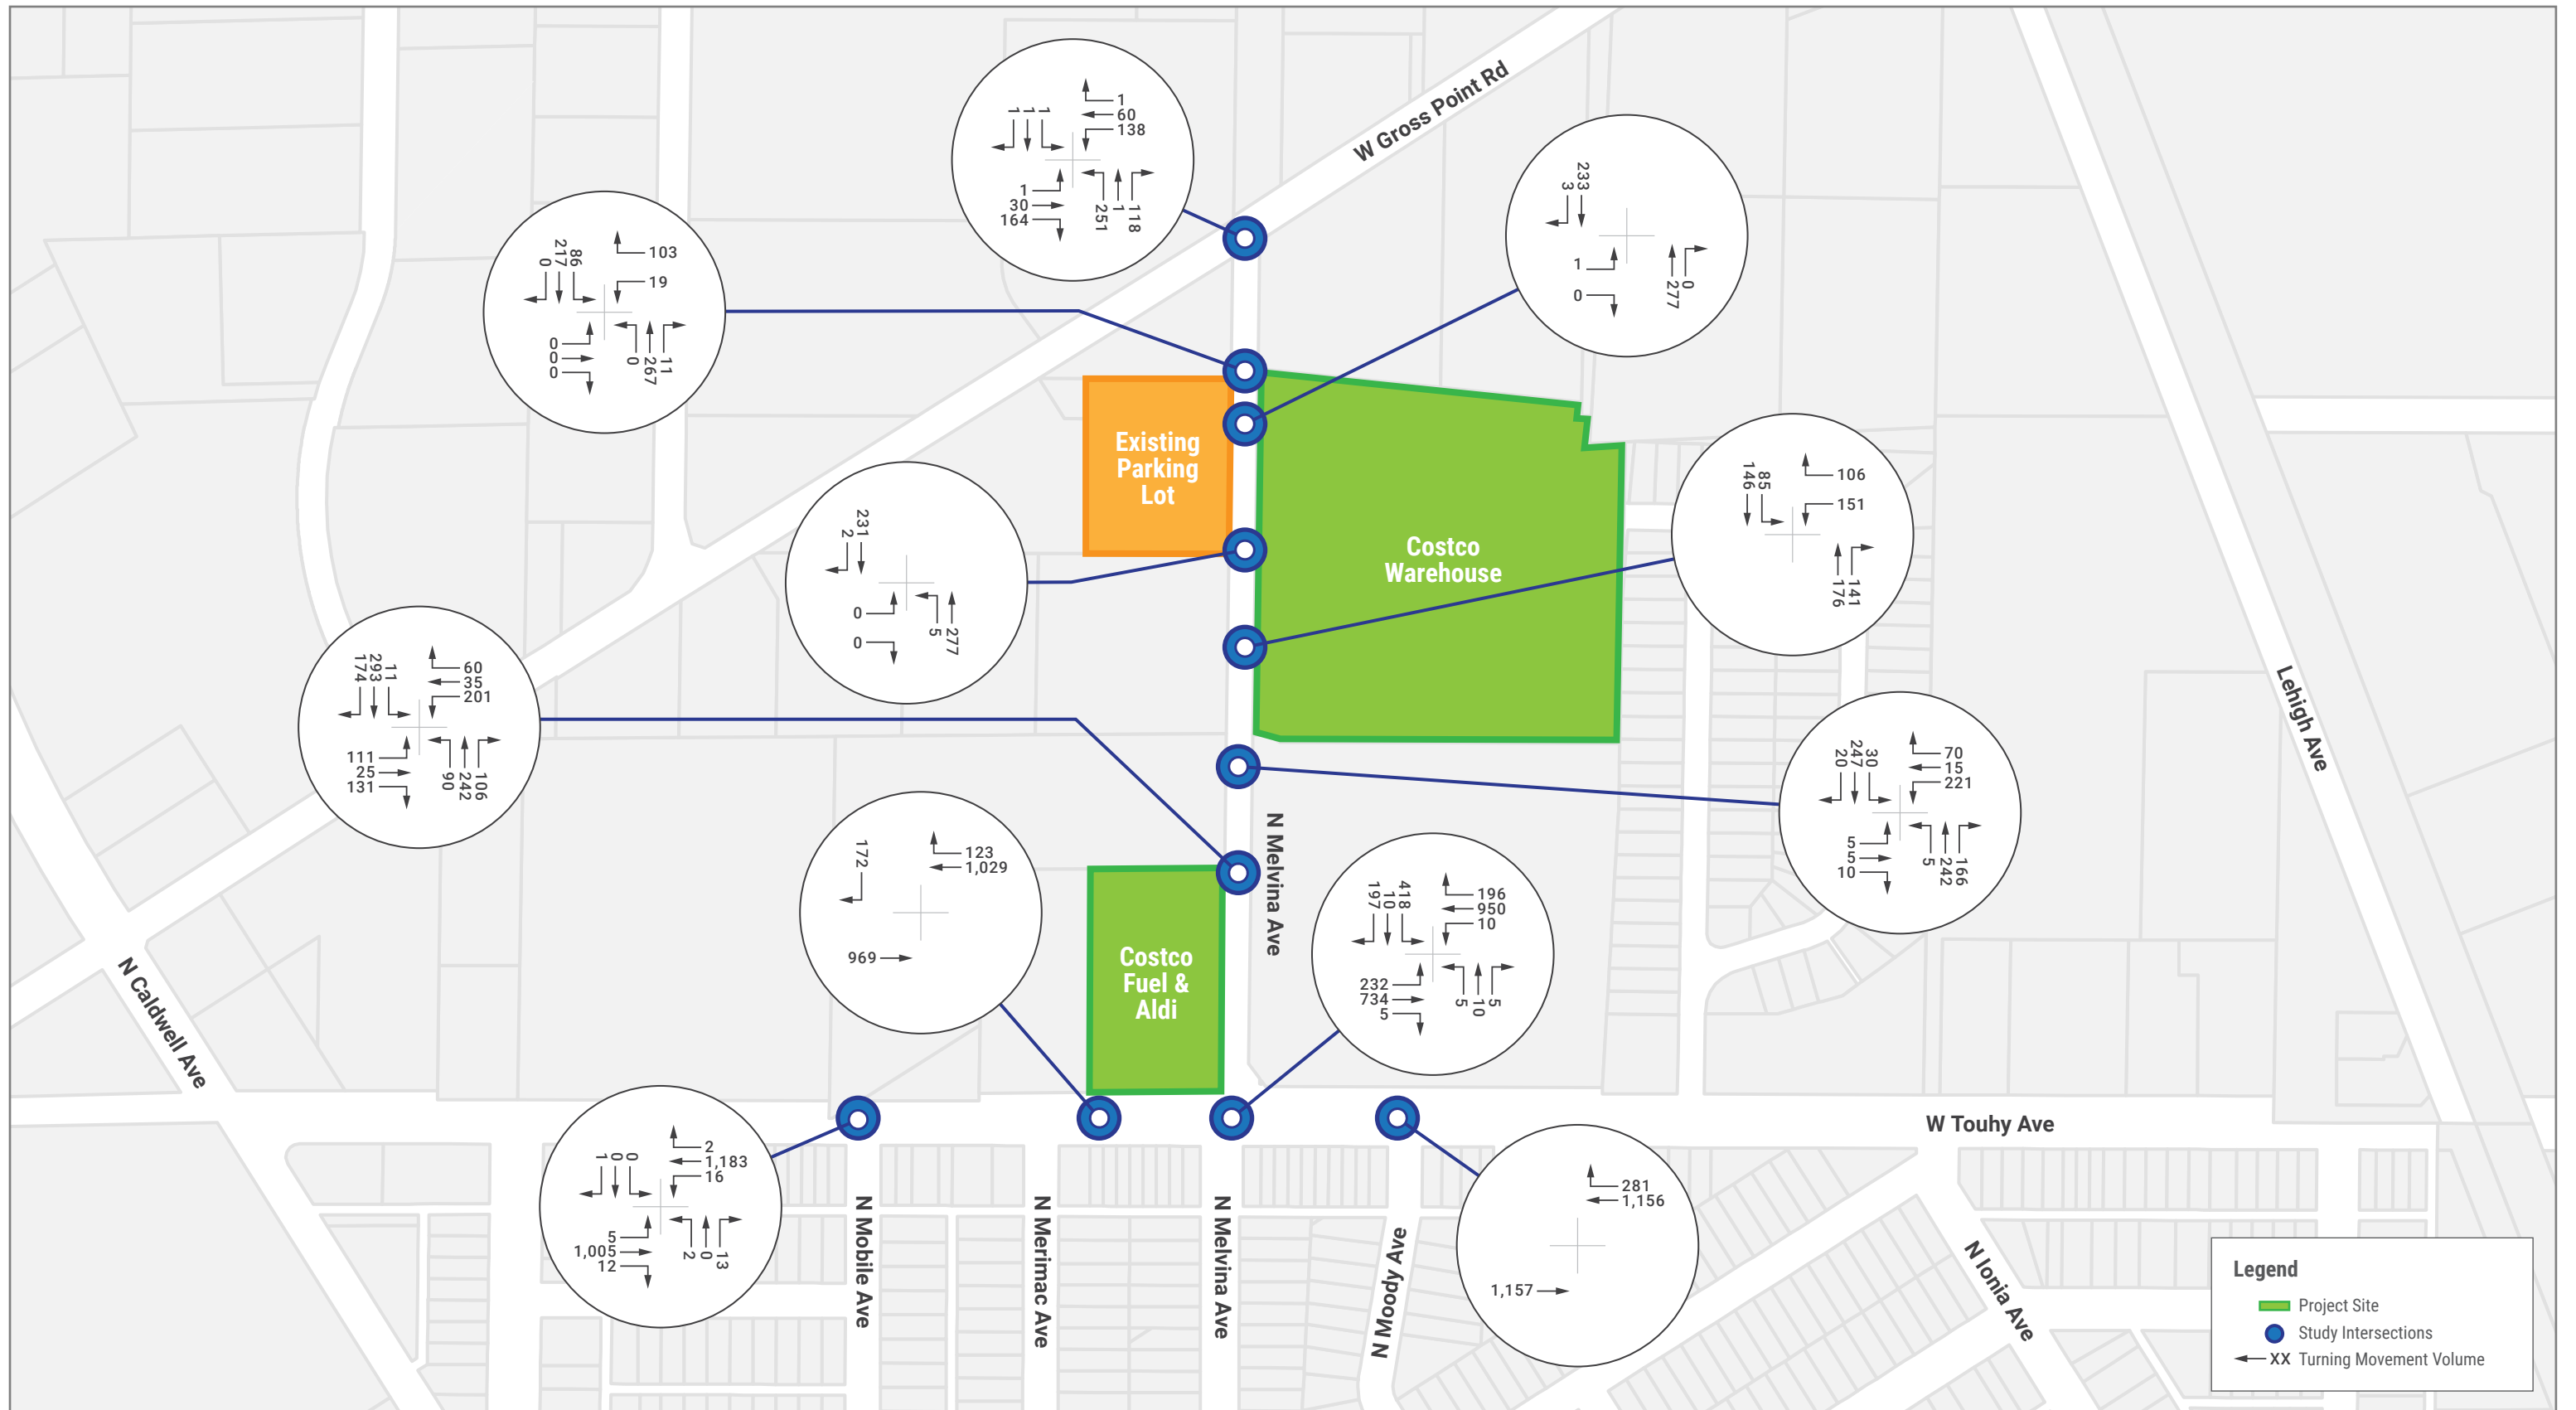 W Gross Point Rd
1 1 1
1
60
138
1
30
164
251 1 118
233
3
1
0
277 0
0 217 86
103
19
0
0
0
0 267 11
Existing
Parking
Lot
Costco
Warehouse
146 85
106
151
176 141
231
2
0
0
5 277
174 293 11
60
35
201
111
25
131
90 242 106
Lehigh Ave
20 247 30
70
15
221
5
5
10
5 242 166
N Melvina Ave
172
123
1,029
969
Costco
Fuel &
Aldi
197 10 418
196
950
10
232
734
5
5 10 5
N Caldwell Ave
W Touhy Ave
1 0 0
2
1,183
16
5
1,005
12
2 0 13
281
1,156
1,157
N Mobile Ave
N Merimac Ave
N Melvina Ave
N Moody Ave
N Ionia Ave
Legend
Project Site
Study Intersections
XX Turning Movement Volume